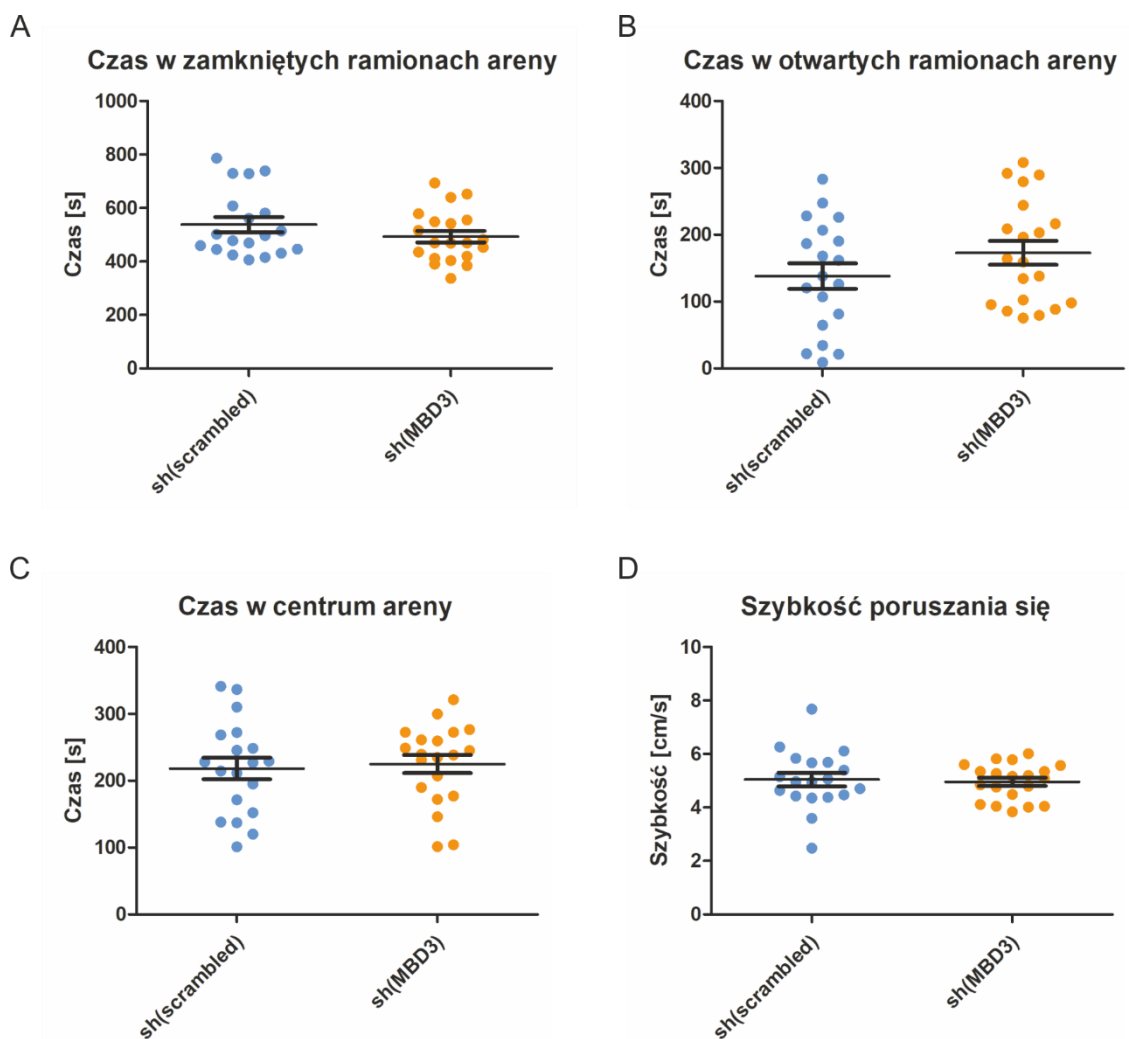 A
Czas w zamkniętych ramionach areny
Czas [s]
1000
800
600
400
200
0
sh(scrambled)
sh(MBD3)
B
Czas w otwartych ramionach areny
Czas [s]
400
300
200
100
0
sh(scrambled)
sh(MBD3)
C
Czas w centrum areny
Czas [s]
400
300
200
100
0
sh(scrambled)
sh(MBD3)
D
Szybkość poruszania się
Szybkość [cm/s]
10
8
6
4
2
0
sh(scrambled)
sh(MBD3)